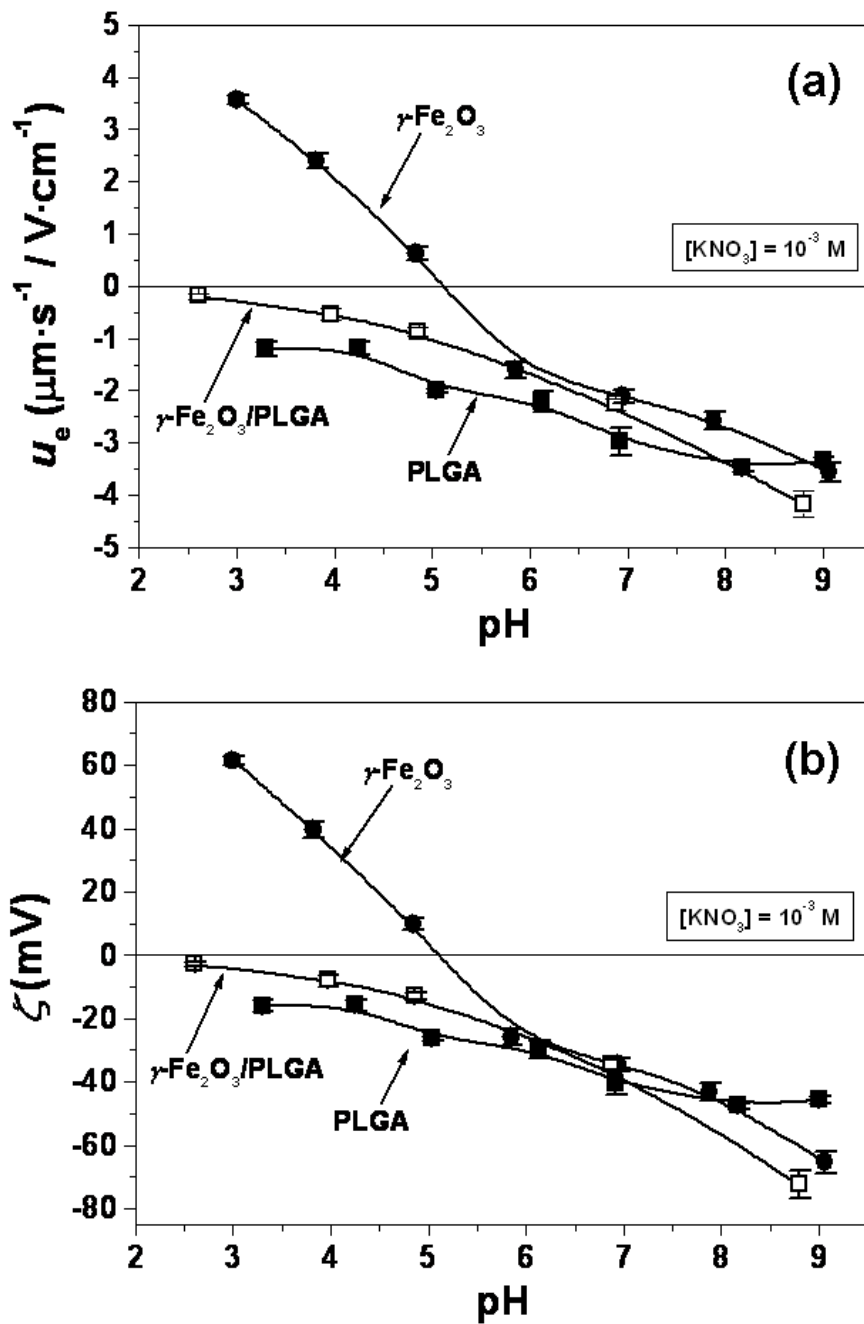 (a)
u_e (μm·s⁻¹ / V·cm⁻¹)
5
4
3
2
1
0
-1
-2
-3
-4
-5
γ-Fe₂O₃
[KNO₃] = 10⁻³ M
γ-Fe₂O₃/PLGA
PLGA
2 3 4 5 6 7 8 9
pH
(b)
ζ (mV)
80
60
40
20
0
-20
-40
-60
-80
γ-Fe₂O₃
[KNO₃] = 10⁻³ M
γ-Fe₂O₃/PLGA
PLGA
2 3 4 5 6 7 8 9
pH